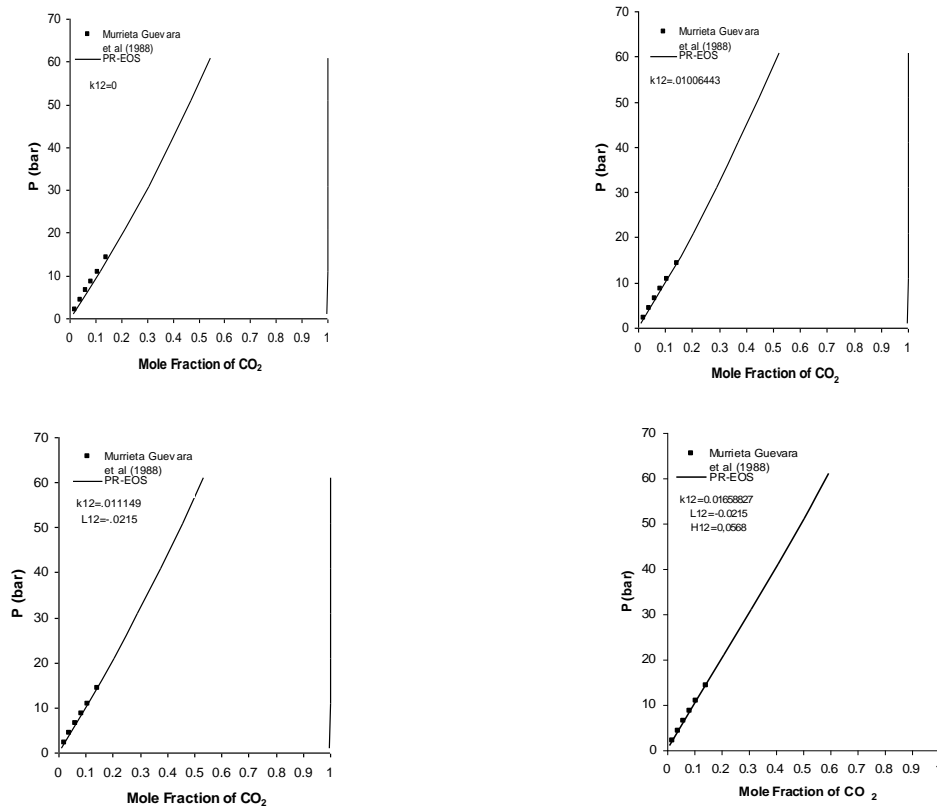 70
60
50
40
30
20
10
0
P (bar)
Murrieta Guevara
et al (1988)
PR-EOS
k12=0
0 0.1 0.2 0.3 0.4 0.5 0.6 0.7 0.8 0.9 1
Mole Fraction of CO₂
70
60
50
40
30
20
10
0
P (bar)
Murrieta Guevara
et al (1988)
PR-EOS
k12=.01006443
0 0.1 0.2 0.3 0.4 0.5 0.6 0.7 0.8 0.9 1
Mole Fraction of CO₂
70
60
50
40
30
20
10
0
P (bar)
Murrieta Guevara
et al (1988)
PR-EOS
k12=.011149
L12=-.0215
0 0.1 0.2 0.3 0.4 0.5 0.6 0.7 0.8 0.9 1
Mole Fraction of CO₂
70
60
50
40
30
20
10
0
P (bar)
Murrieta Guevara
et al (1988)
PR-EOS
k12=0.01658827
L12=-0.0215
H12=0,0568
0 0.1 0.2 0.3 0.4 0.5 0.6 0.7 0.8 0.9 1
Mole Fraction of CO ₂